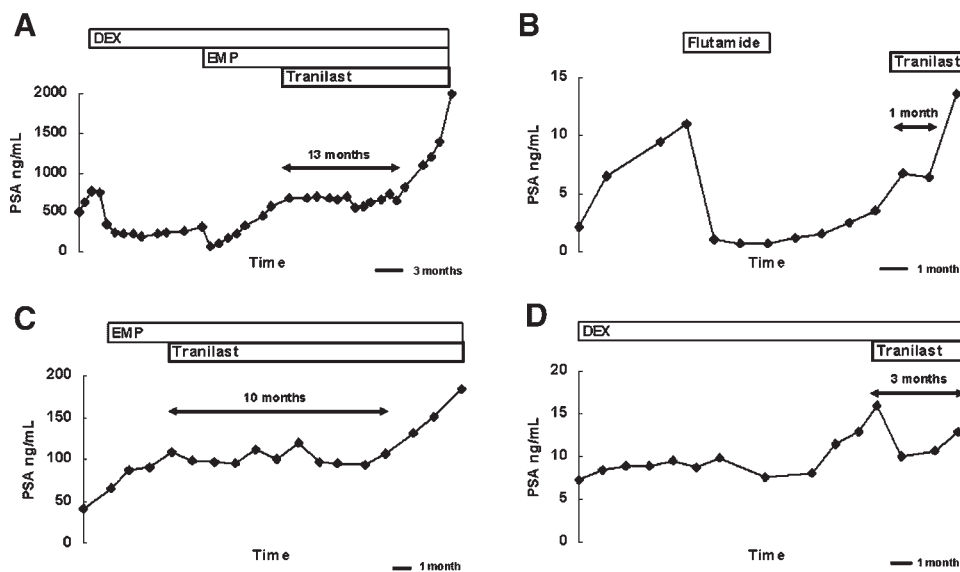 A
DEX
EMP
Tranilast
2000
1500
1000
500
0
PSA ng/mL
13 months
Time
3 months
B
Flutamide
Tranilast
15
10
5
0
PSA ng/mL
1 month
Time
1 month
C
EMP
Tranilast
200
150
100
50
0
PSA ng/mL
10 months
Time
1 month
D
DEX
Tranilast
20
15
10
5
0
PSA ng/mL
3 months
Time
1 month